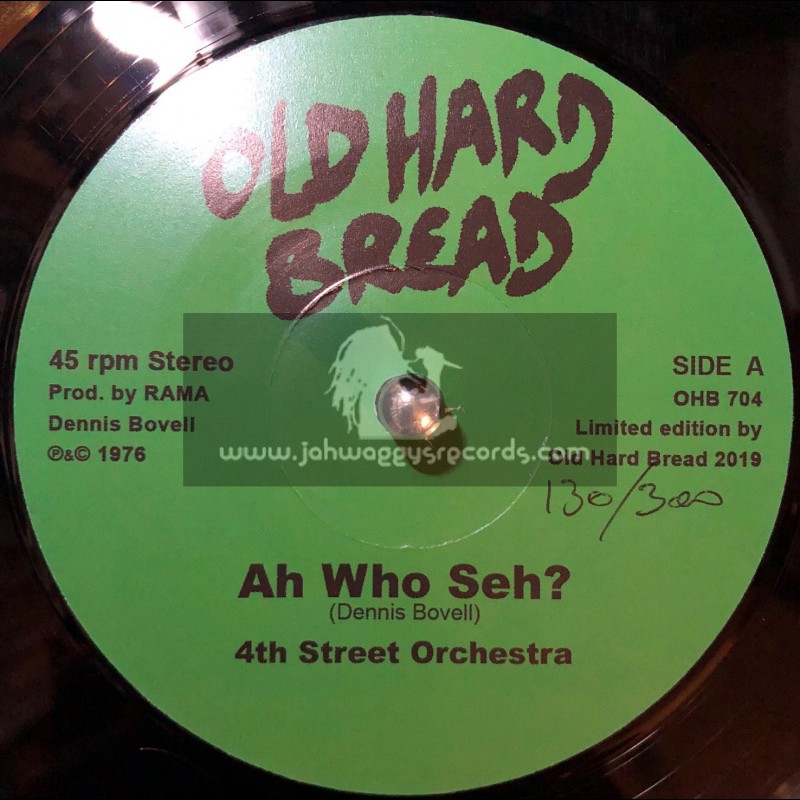 OLD HARD
BREAD
45 rpm Stereo
Prod. by RAMA
Dennis Bovell
℗&© 1976
SIDE A
OHB 704
Limited edition by
Old Hard Bread 2019
130/300
www.jahwaggysrecords.com
Ah Who Seh?
(Dennis Bovell)
4th Street Orchestra